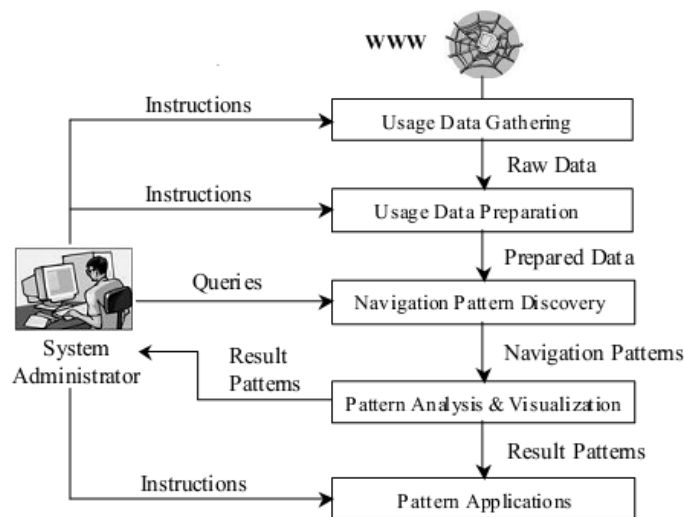 WWW
Instructions
Usage Data Gathering
Raw Data
Instructions
Usage Data Preparation
Prepared Data
Queries
Navigation Pattern Discovery
System
Administrator
Result
Patterns
Navigation Patterns
Pattern Analysis & Visualization
Result Patterns
Instructions
Pattern Applications